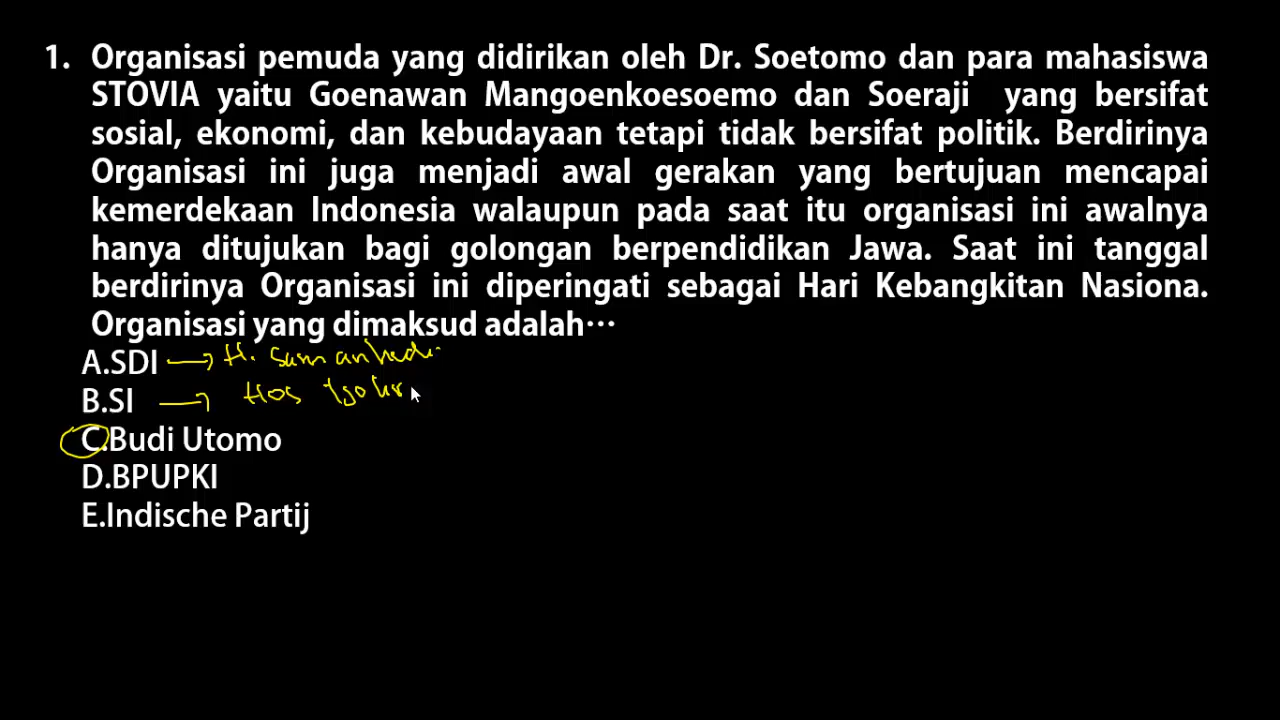 1. Organisasi pemuda yang didirikan oleh Dr. Soetomo dan para mahasiswa
STOVIA yaitu Goenawan Mangoenkoesoemo dan Soeraji yang bersifat
sosial, ekonomi, dan kebudayaan tetapi tidak bersifat politik. Berdirinya
Organisasi ini juga menjadi awal gerakan yang bertujuan mencapai
kemerdekaan Indonesia walaupun pada saat itu organisasi ini awalnya
hanya ditujukan bagi golongan berpendidikan Jawa. Saat ini tanggal
berdirinya Organisasi ini diperingati sebagai Hari Kebangkitan Nasiona.
Organisasi yang dimaksud adalah…
A.SDI → H. Samanhudi
B.SI → Hos Tjokr
C.Budi Utomo
D.BPUPKI
E.Indische Partij